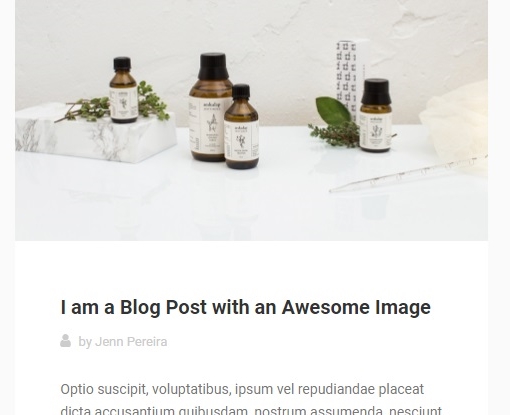 I am a Blog Post with an Awesome Image
by Jenn Pereira
Optio suscipit, voluptatibus, ipsum vel repudiandae placeat
dicta accusantium quibusdam, nostrum assumenda, nesciunt